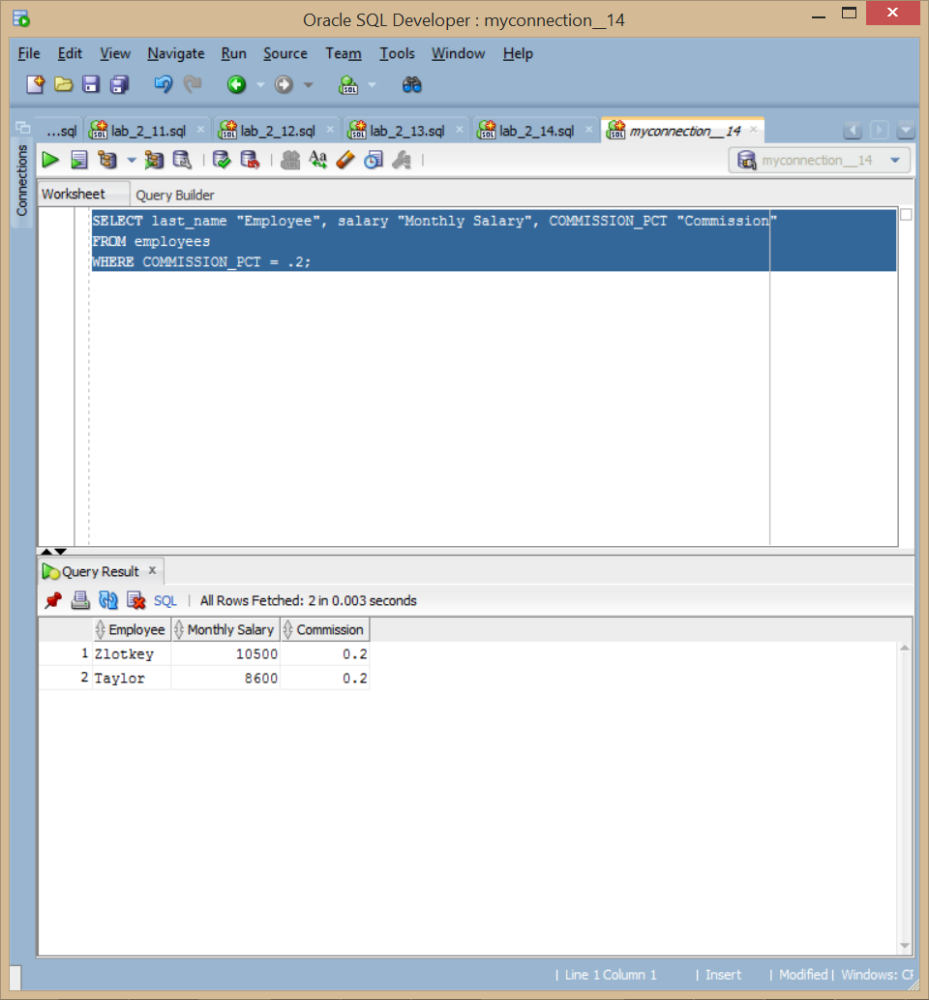 Oracle SQL Developer : myconnection__14
File Edit View Navigate Run Source Team Tools Window Help
...sql lab_2_11.sql lab_2_12.sql lab_2_13.sql lab_2_14.sql myconnection__14
Connections
myconnection__14
Worksheet Query Builder
SELECT last_name "Employee", salary "Monthly Salary", COMMISSION_PCT "Commission"
FROM employees
WHERE COMMISSION_PCT = .2;
Query Result
SQL | All Rows Fetched: 2 in 0.003 seconds
Employee Monthly Salary Commission
1 Zlotkey 10500 0.2
2 Taylor 8600 0.2
| Line 1 Column 1 | Insert | Modified | Windows: